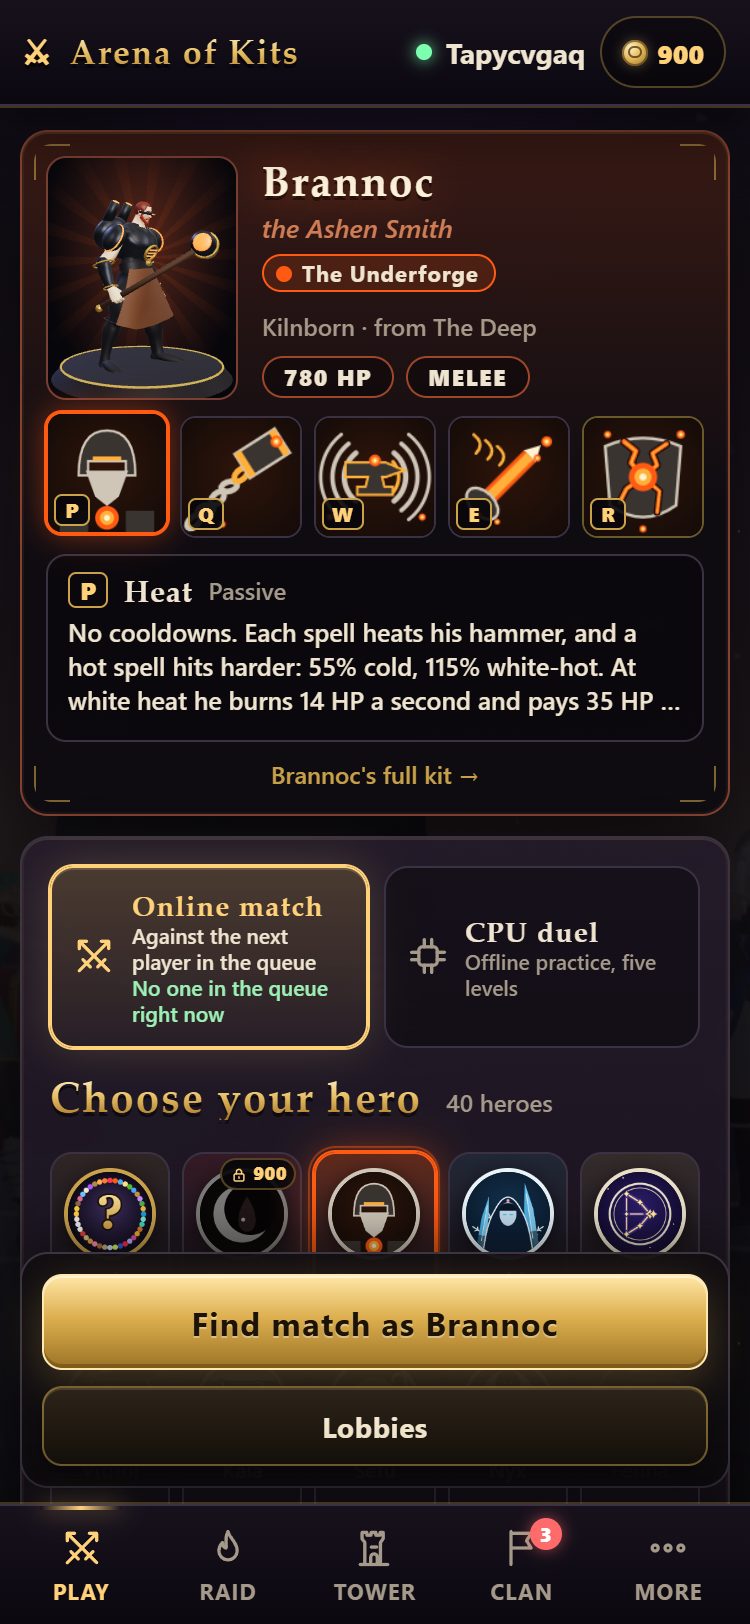 Arena of Kits
Tapycvgaq
900
Brannoc
the Ashen Smith
The Underforge
Kilnborn · from The Deep
780 HP
MELEE
P
Q
W
E
R
P Heat Passive
No cooldowns. Each spell heats his hammer, and a
hot spell hits harder: 55% cold, 115% white-hot. At
white heat he burns 14 HP a second and pays 35 HP ...
Brannoc's full kit →
Online match
Against the next
player in the queue
No one in the queue
right now
CPU duel
Offline practice, five
levels
Choose your hero 40 heroes
?
900
Find match as Brannoc
Lobbies
PLAY
RAID
TOWER
3
CLAN
MORE